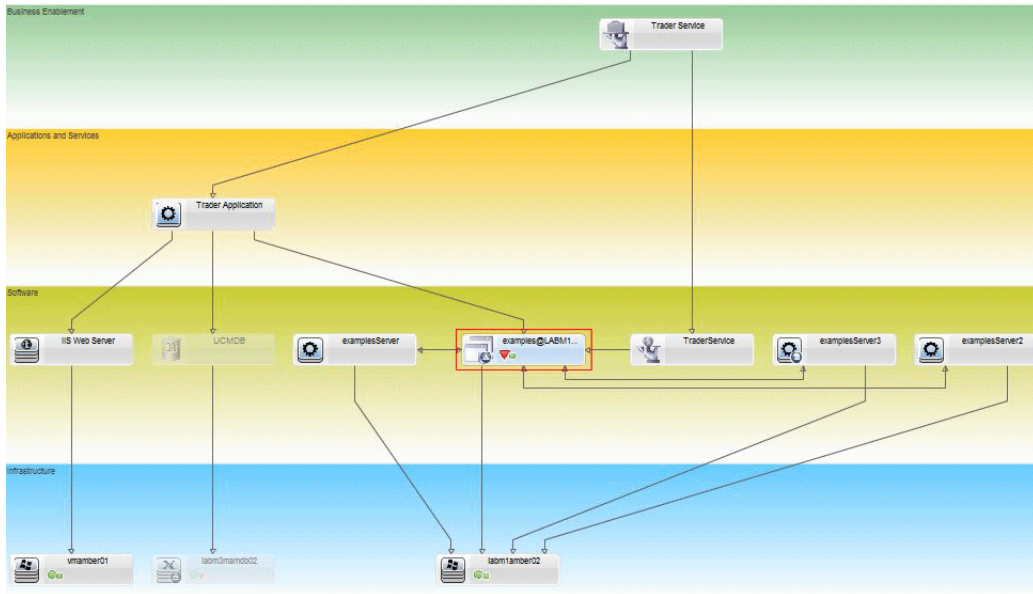 Business Enablement
Trader Service
Applications and Services
Trader Application
Software
IIS Web Server
UCMDB
examplesServer
examples@LABM1...
TraderService
examplesServer3
examplesServer2
Infrastructure
vmamber01
labm3mamdb02
labm1amber02